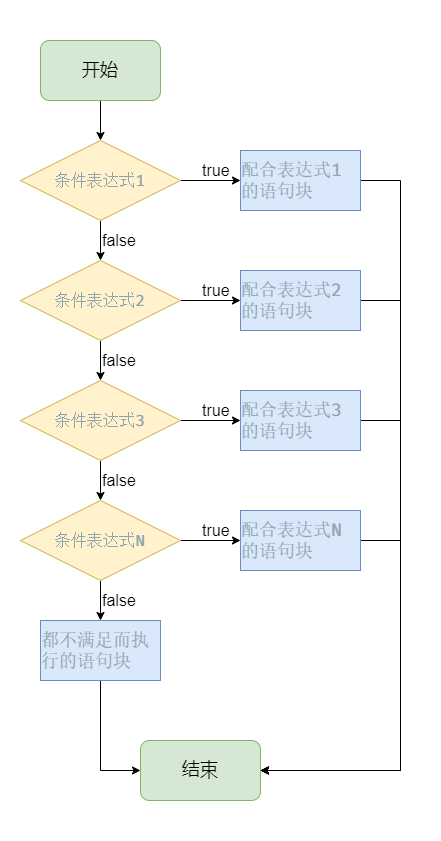 开始
条件表达式1
true
配合表达式1
的语句块
false
条件表达式2
true
配合表达式2
的语句块
false
条件表达式3
true
配合表达式3
的语句块
false
条件表达式N
true
配合表达式N
的语句块
false
都不满足而执
行的语句块
结束